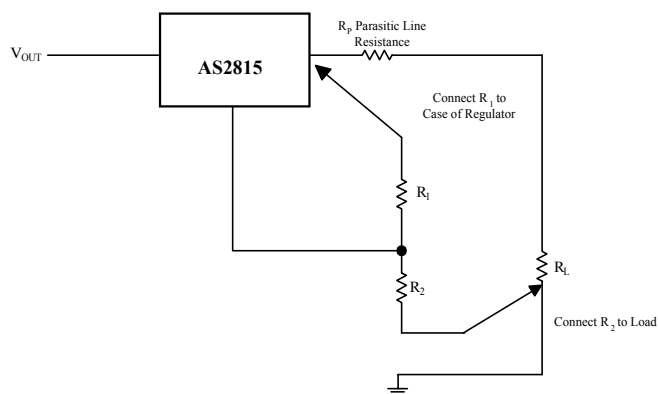 R_P Parasitic Line
Resistance
V_OUT
AS2815
Connect R_1 to
Case of Regulator
R_1
R_2
R_L
Connect R_2 to Load